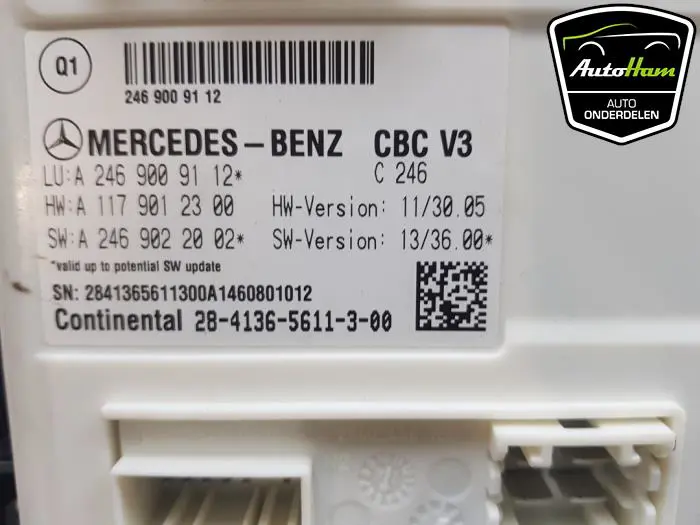 Q1
246 900 91 12
MERCEDES-BENZ CBC V3
LU:A 246 900 91 12* C 246
HW:A 117 901 23 00 HW-Version: 11/30.05
SW:A 246 902 20 02* SW-Version: 13/36.00*
*valid up to potential SW update
SN: 2841365611300A1460801012
Continental 28-4136-5611-3-00
AutoHam
AUTO
ONDERDELEN